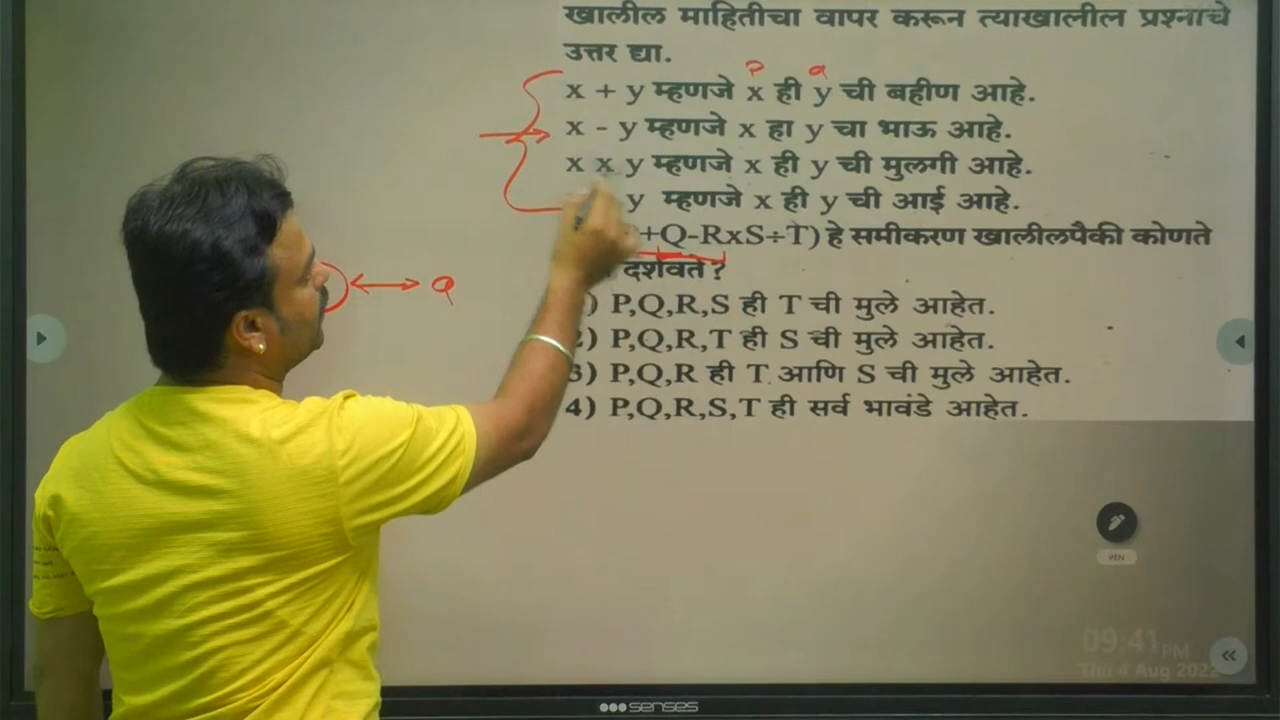 खालील माहितीचा वापर करून त्याखालील प्रश्नाचे
उत्तर द्या.
P Q
x + y म्हणजे x ही y ची बहीण आहे.
x - y म्हणजे x हा y चा भाऊ आहे.
x x y म्हणजे x ही y ची मुलगी आहे.
y म्हणजे x ही y ची आई आहे.
+Q-RxS÷T) हे समीकरण खालीलपैकी कोणते
दर्शवते ?
) P,Q,R,S ही T ची मुले आहेत.
2) P,Q,R,T ही S ची मुले आहेत.
3) P,Q,R ही T आणि S ची मुले आहेत.
4) P,Q,R,S,T ही सर्व भावंडे आहेत.
Q
PEN
09:41 PM
Thu 4 Aug 2022
senses